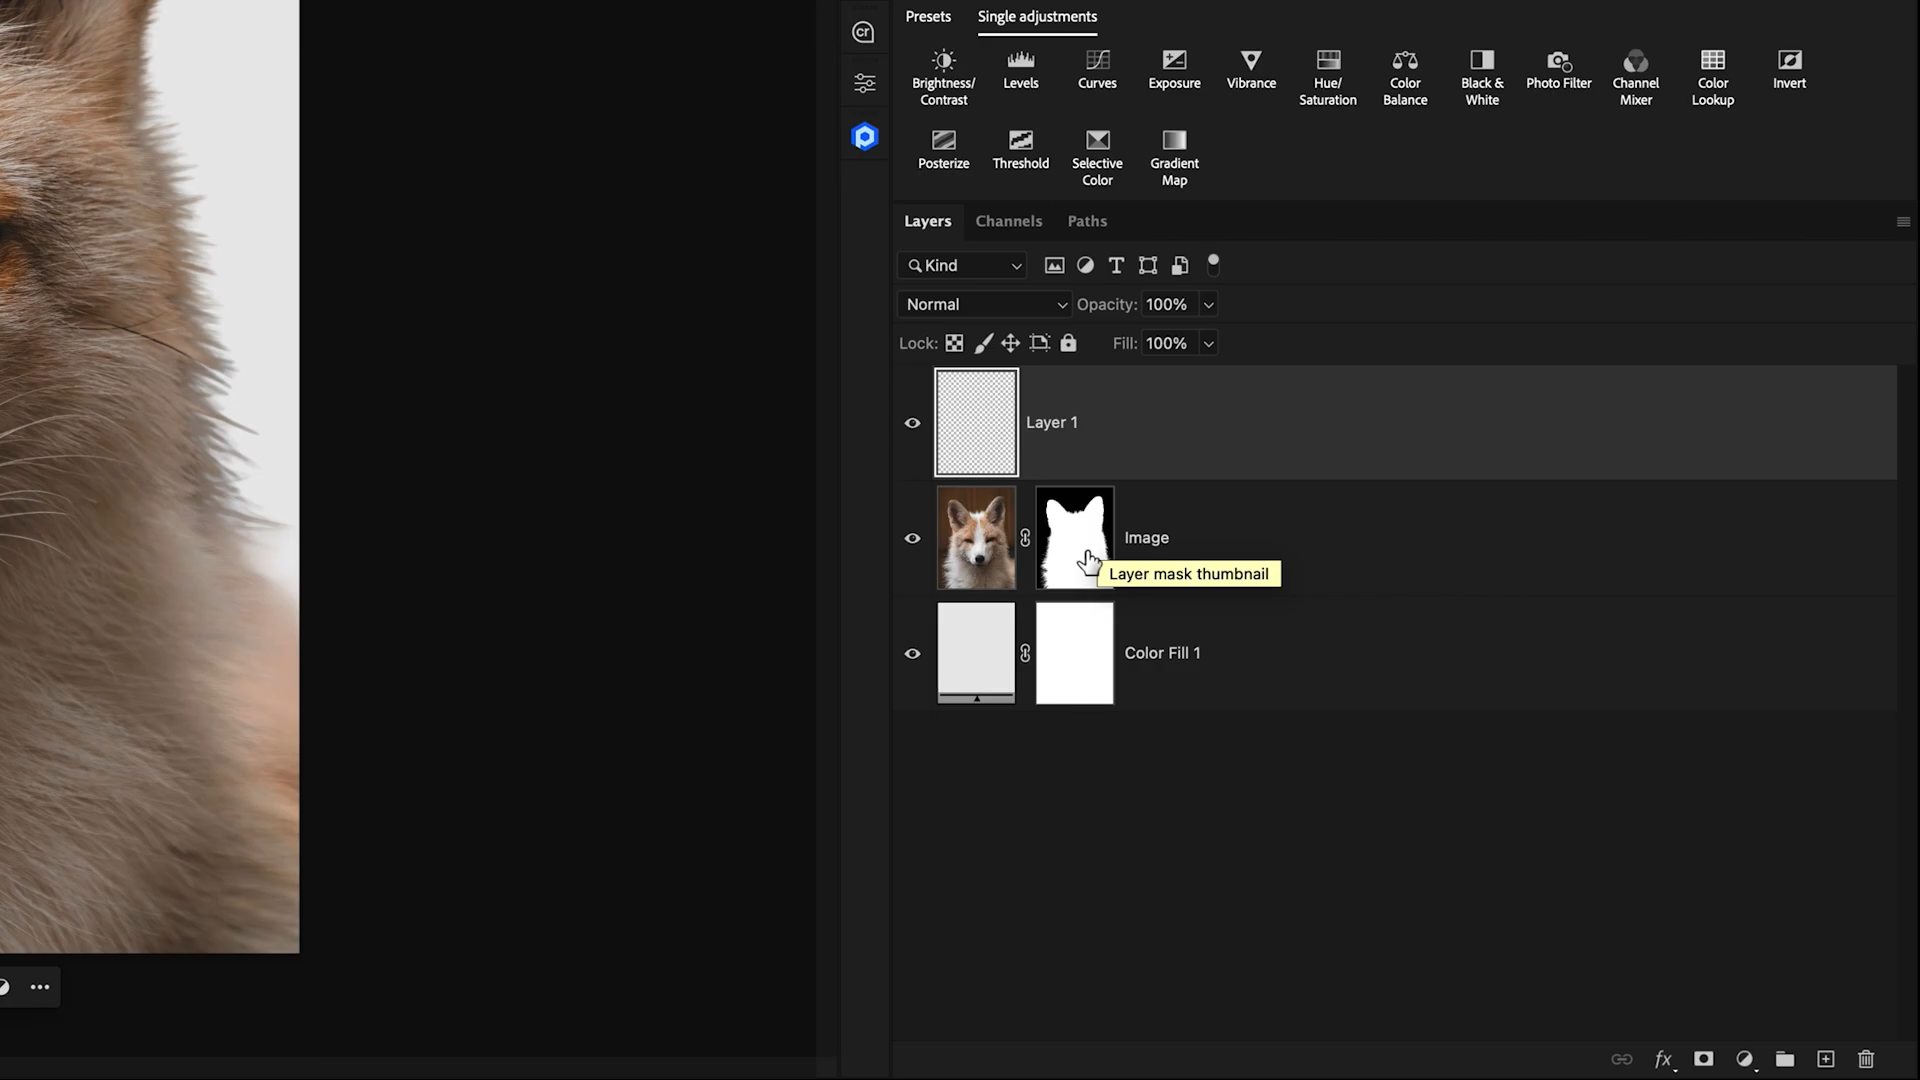 cr
Presets Single adjustments
Brightness/ Contrast Levels Curves Exposure Vibrance Hue/ Saturation Color Balance Black & White Photo Filter Channel Mixer Color Lookup Invert
Posterize Threshold Selective Color Gradient Map
Layers Channels Paths
Kind T
Normal Opacity: 100%
Lock: Fill: 100%
Layer 1
Image
Layer mask thumbnail
Color Fill 1
fx